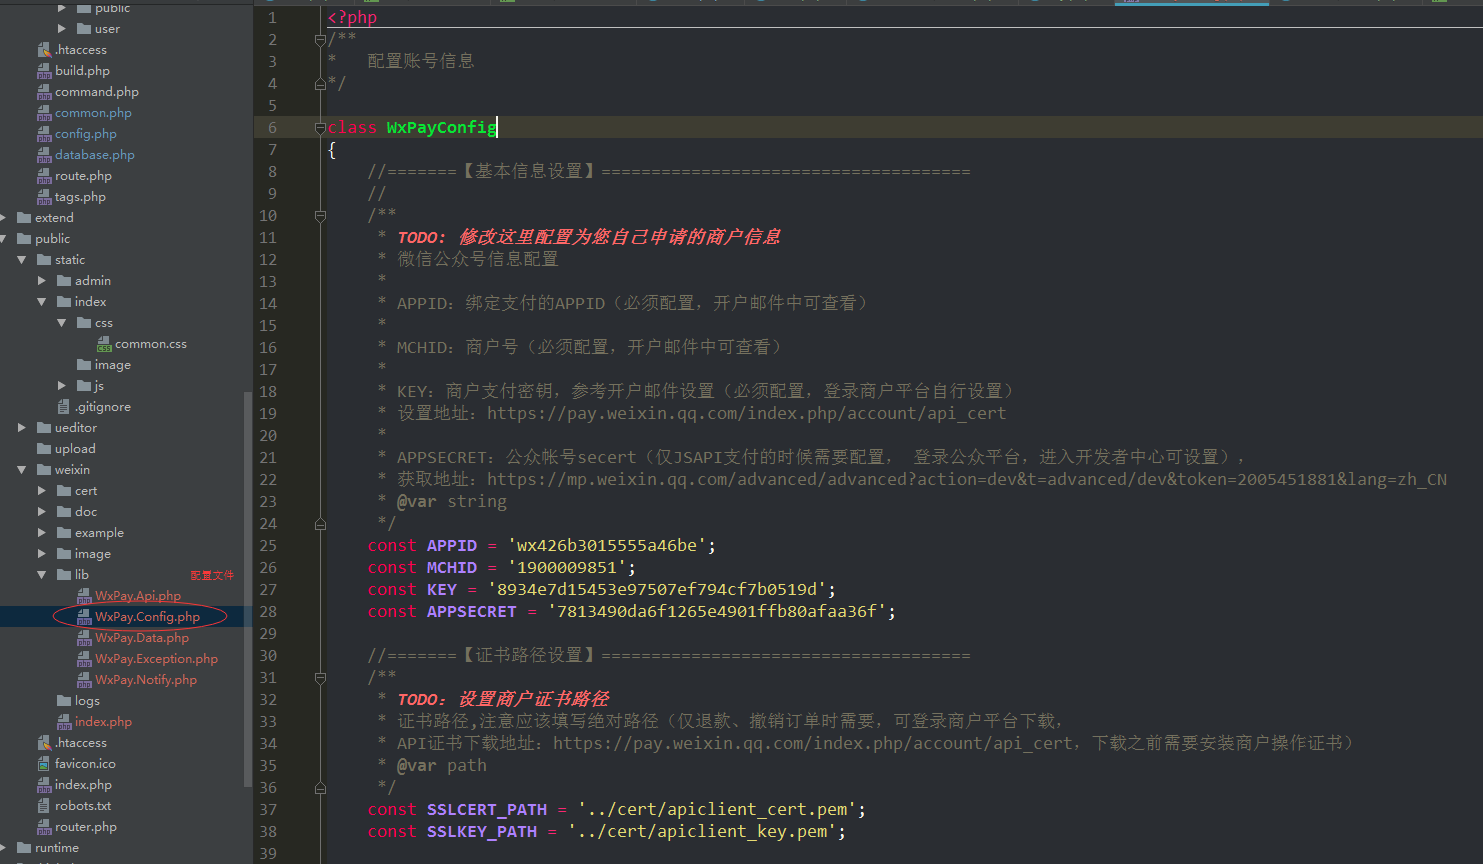 public
user
.htaccess
build.php
command.php
common.php
config.php
database.php
route.php
tags.php
extend
public
static
admin
index
css
common.css
image
js
.gitignore
ueditor
upload
weixin
cert
doc
example
image
lib 配置文件
WxPay.Api.php
WxPay.Config.php
WxPay.Data.php
WxPay.Exception.php
WxPay.Notify.php
logs
index.php
.htaccess
favicon.ico
index.php
robots.txt
router.php
runtime
1 <?php
2 /**
3 * 配置账号信息
4 */
5
6 class WxPayConfig
7 {
8 //=======【基本信息设置】=====================================
9 //
10 /**
11 * TODO: 修改这里配置为您自己申请的商户信息
12 * 微信公众号信息配置
13 *
14 * APPID：绑定支付的APPID（必须配置，开户邮件中可查看）
15 *
16 * MCHID：商户号（必须配置，开户邮件中可查看）
17 *
18 * KEY：商户支付密钥，参考开户邮件设置（必须配置，登录商户平台自行设置）
19 * 设置地址：https://pay.weixin.qq.com/index.php/account/api_cert
20 *
21 * APPSECRET：公众帐号secert（仅JSAPI支付的时候需要配置， 登录公众平台，进入开发者中心可设置），
22 * 获取地址：https://mp.weixin.qq.com/advanced/advanced?action=dev&t=advanced/dev&token=2005451881&lang=zh_CN
23 * @var string
24 */
25 const APPID = 'wx426b3015555a46be';
26 const MCHID = '1900009851';
27 const KEY = '8934e7d15453e97507ef794cf7b0519d';
28 const APPSECRET = '7813490da6f1265e4901ffb80afaa36f';
29
30 //=======【证书路径设置】=====================================
31 /**
32 * TODO：设置商户证书路径
33 * 证书路径,注意应该填写绝对路径（仅退款、撤销订单时需要，可登录商户平台下载，
34 * API证书下载地址：https://pay.weixin.qq.com/index.php/account/api_cert，下载之前需要安装商户操作证书）
35 * @var path
36 */
37 const SSLCERT_PATH = '../cert/apiclient_cert.pem';
38 const SSLKEY_PATH = '../cert/apiclient_key.pem';
39